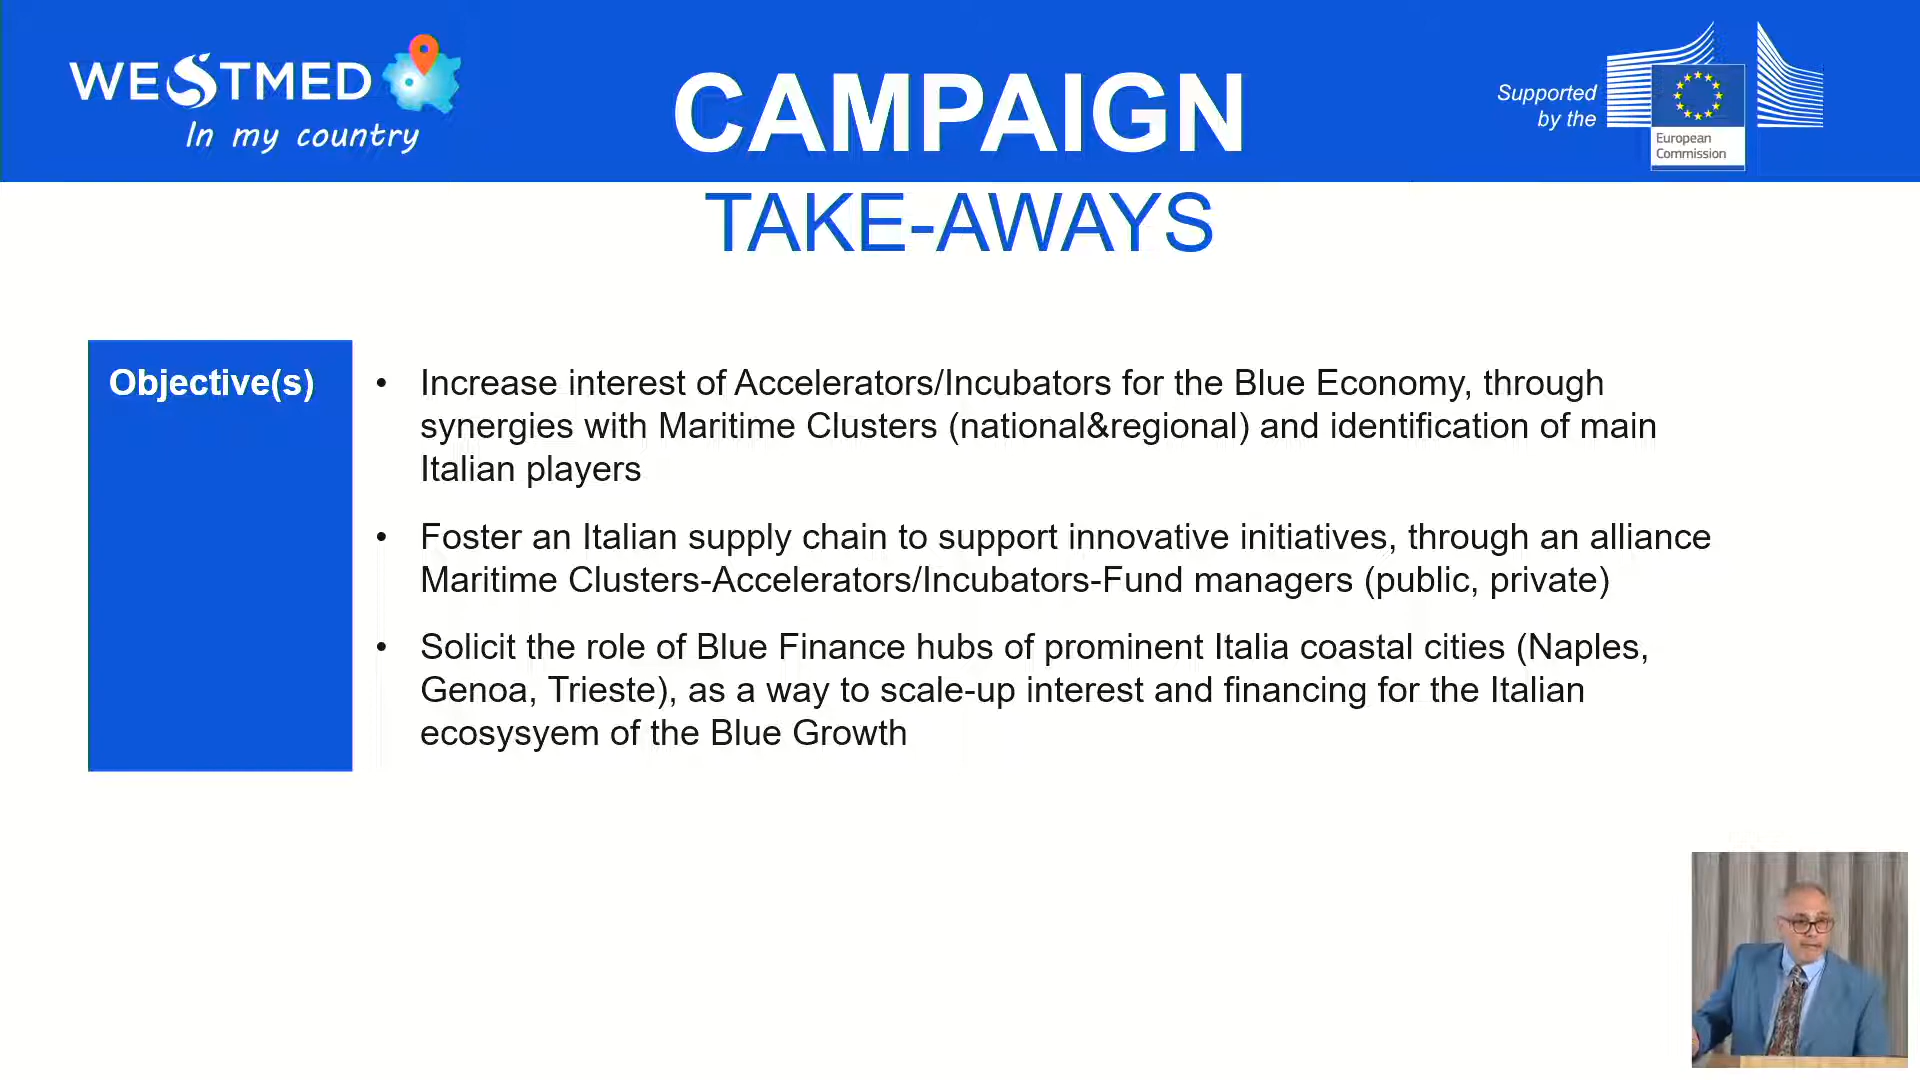 WESTMED
In my country
CAMPAIGN
TAKE-AWAYS
Supported
by the
European
Commission
Objective(s)
• Increase interest of Accelerators/Incubators for the Blue Economy, through
synergies with Maritime Clusters (national&regional) and identification of main
Italian players
• Foster an Italian supply chain to support innovative initiatives, through an alliance
Maritime Clusters-Accelerators/Incubators-Fund managers (public, private)
• Solicit the role of Blue Finance hubs of prominent Italia coastal cities (Naples,
Genoa, Trieste), as a way to scale-up interest and financing for the Italian
ecosysyem of the Blue Growth